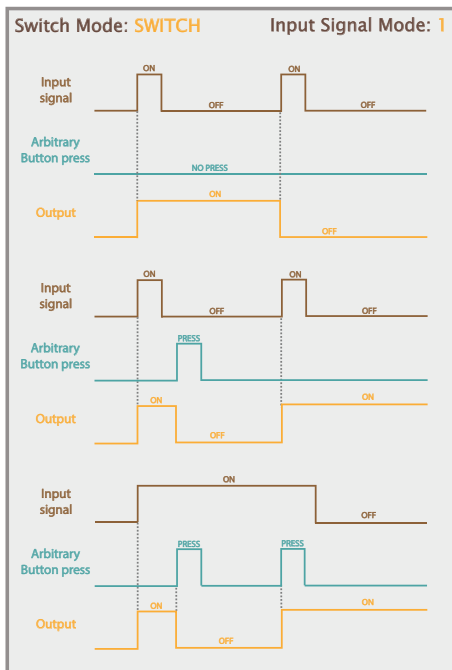 Switch Mode: SWITCH Input Signal Mode: 1
ON ON
Input
signal
OFF OFF
Arbitrary
Button press
NO PRESS
ON
Output
OFF
ON ON
Input
signal
OFF OFF
PRESS
Arbitrary
Button press
ON ON
Output
OFF
ON
Input
signal
OFF
PRESS PRESS
Arbitrary
Button press
ON ON
Output
OFF